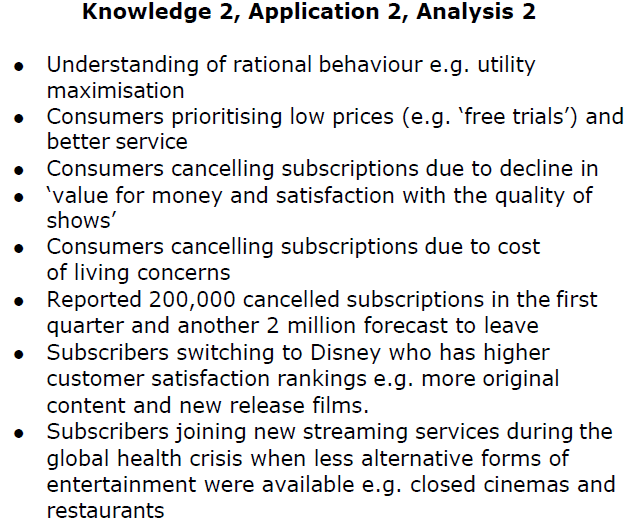 Knowledge 2, Application 2, Analysis 2
● Understanding of rational behaviour e.g. utility
maximisation
● Consumers prioritising low prices (e.g. ‘free trials’) and
better service
● Consumers cancelling subscriptions due to decline in
● ‘value for money and satisfaction with the quality of
shows’
● Consumers cancelling subscriptions due to cost
of living concerns
● Reported 200,000 cancelled subscriptions in the first
quarter and another 2 million forecast to leave
● Subscribers switching to Disney who has higher
customer satisfaction rankings e.g. more original
content and new release films.
● Subscribers joining new streaming services during the
global health crisis when less alternative forms of
entertainment were available e.g. closed cinemas and
restaurants